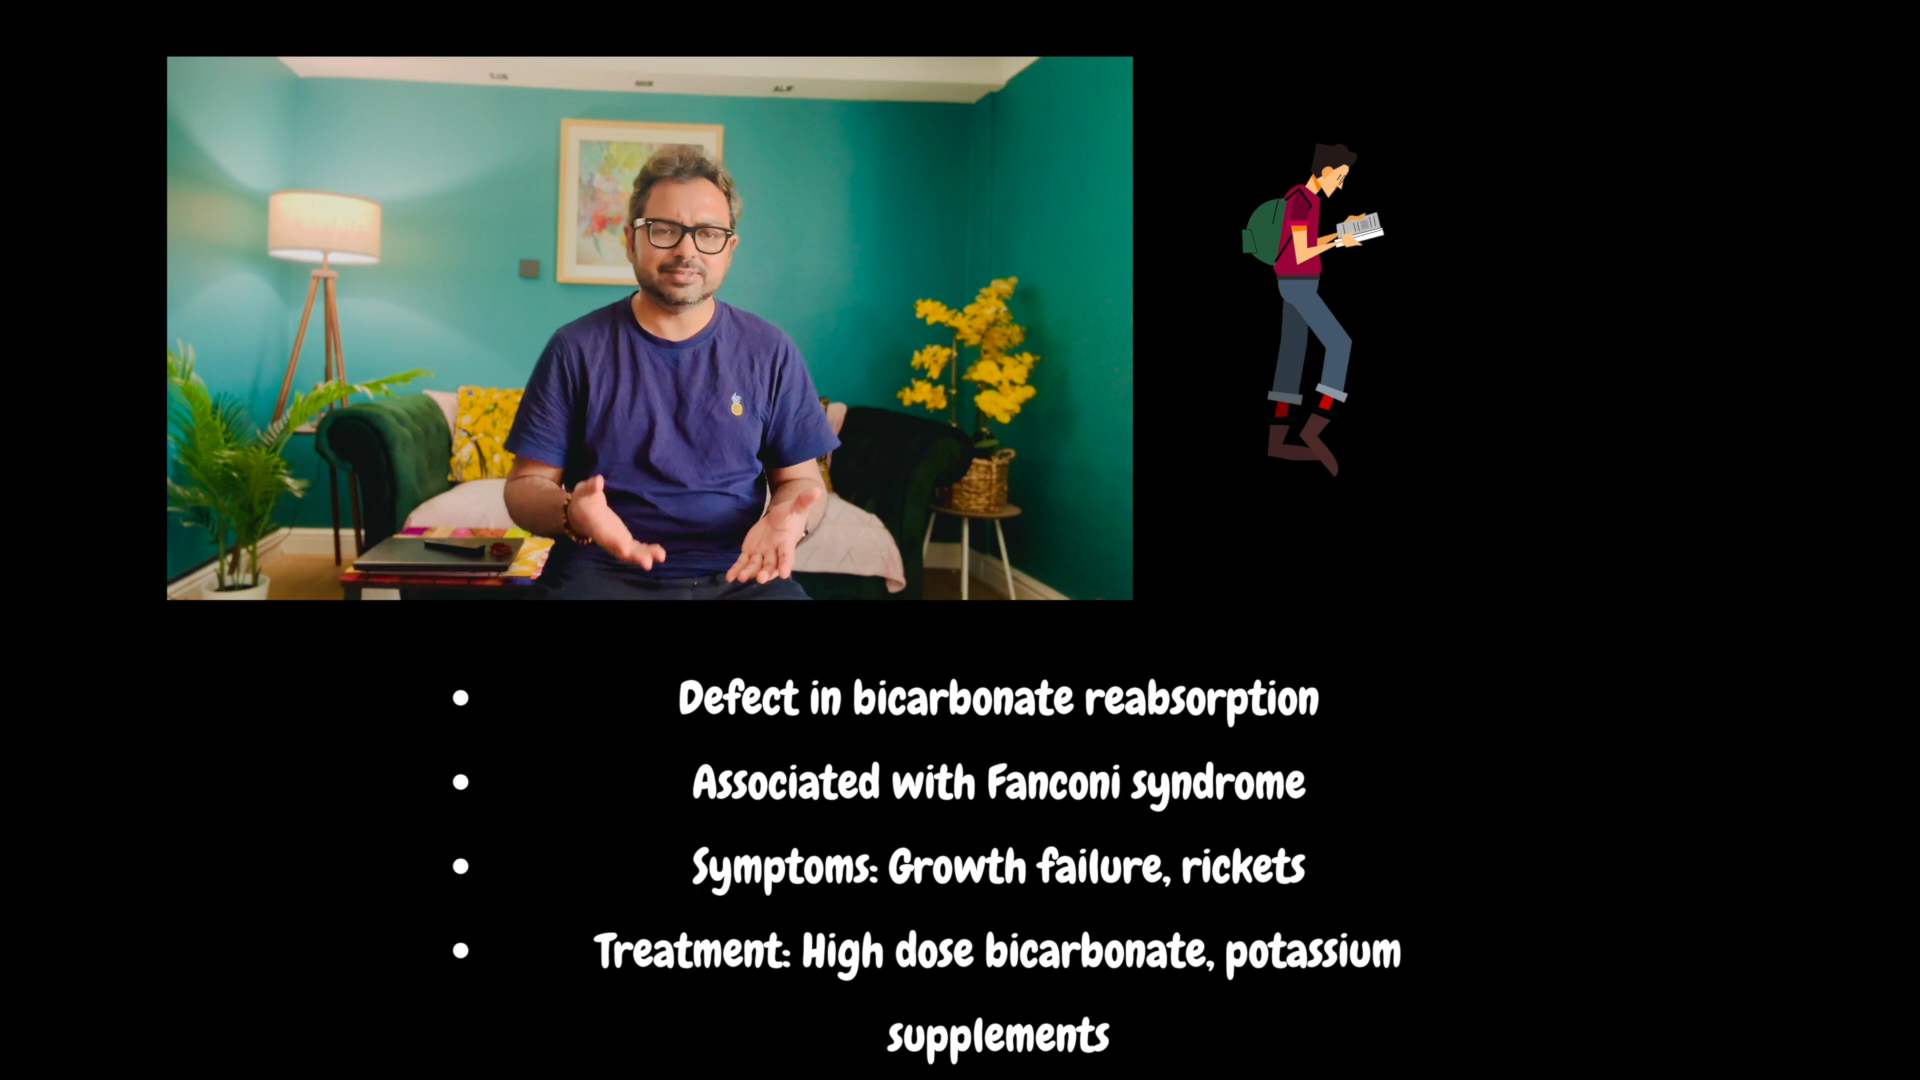 Defect in bicarbonate reabsorption
Associated with Fanconi syndrome
Symptoms: Growth failure, rickets
Treatment: High dose bicarbonate, potassium
supplements